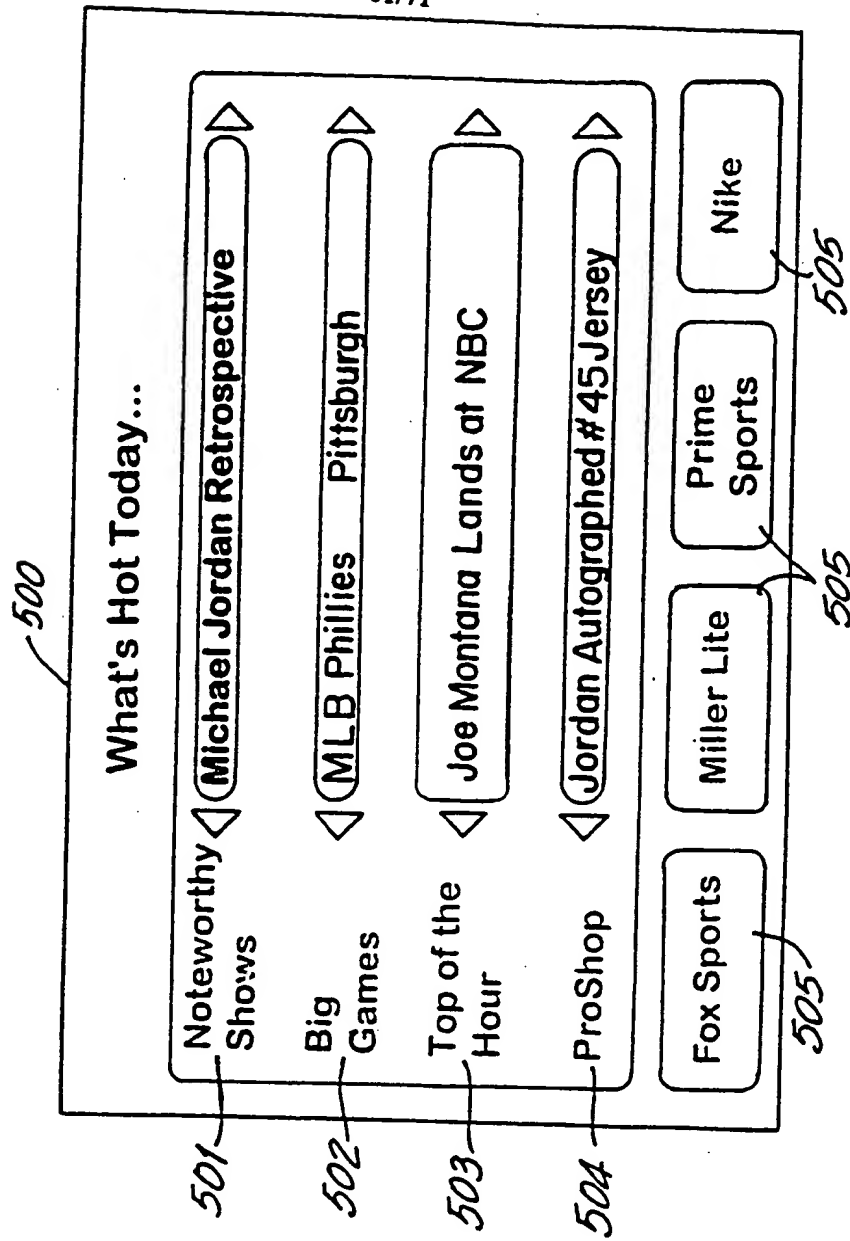 500
What's Hot Today...
501
Noteworthy
Shows
Michael Jordan Retrospective
502
Big
Games
MLB Phillies Pittsburgh
503
Top of the
Hour
Joe Montana Lands at NBC
504
ProShop
Jordan Autographed #45 Jersey
Fox Sports
Miller Lite
Prime
Sports
Nike
505
505
505